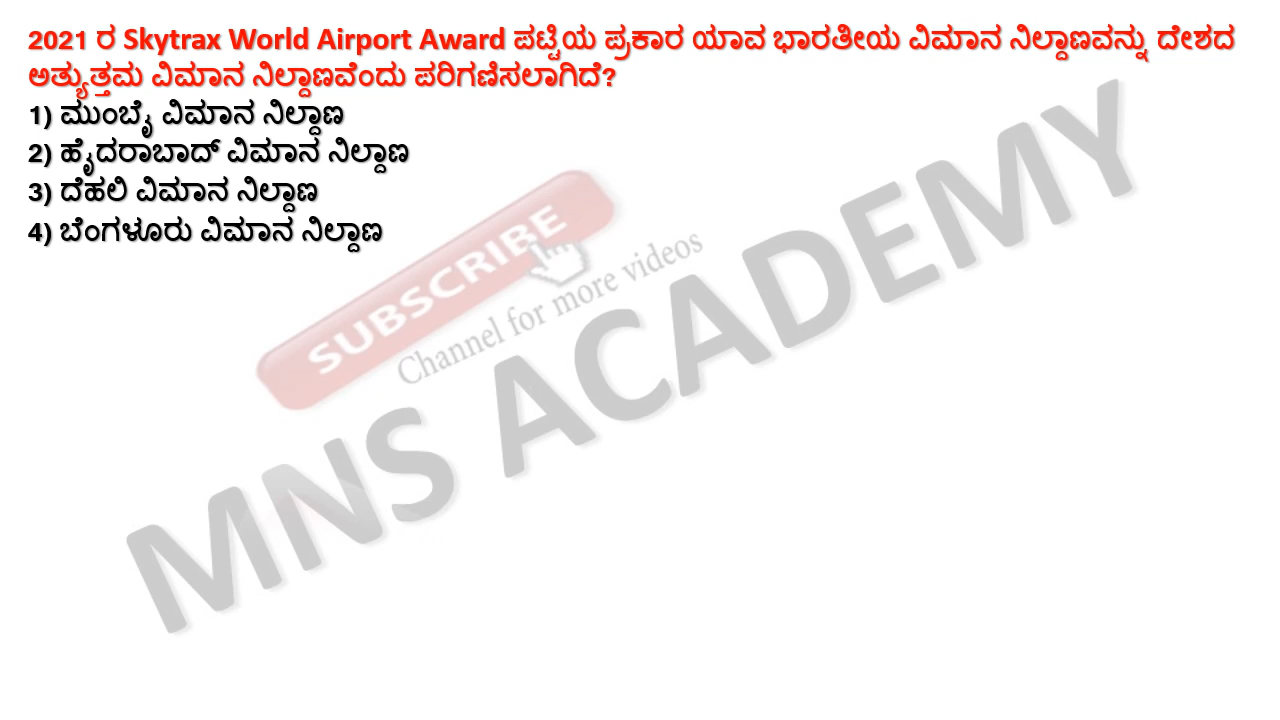 2021 ರ Skytrax World Airport Award ಪಟ್ಟಿಯ ಪ್ರಕಾರ ಯಾವ ಭಾರತೀಯ ವಿಮಾನ ನಿಲ್ದಾಣವನ್ನು ದೇಶದ
ಅತ್ಯುತ್ತಮ ವಿಮಾನ ನಿಲ್ದಾಣವೆಂದು ಪರಿಗಣಿಸಲಾಗಿದೆ?
1) ಮುಂಬೈ ವಿಮಾನ ನಿಲ್ದಾಣ
2) ಹೈದರಾಬಾದ್ ವಿಮಾನ ನಿಲ್ದಾಣ
3) ದೆಹಲಿ ವಿಮಾನ ನಿಲ್ದಾಣ
4) ಬೆಂಗಳೂರು ವಿಮಾನ ನಿಲ್ದಾಣ
SUBSCRIBE
Channel for more videos
MNS ACADEMY